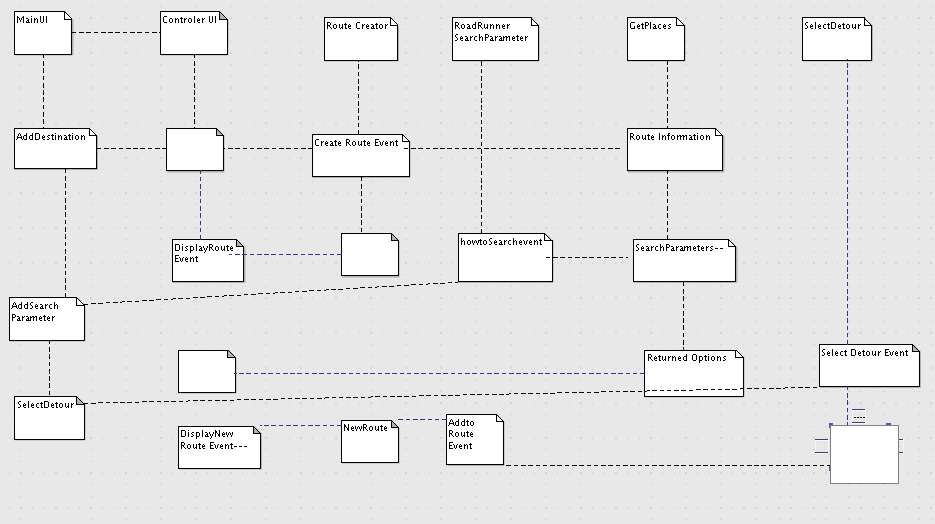 MainUI
Controler UI
Route Creator
RoadRunner
SearchParameter
GetPlaces
SelectDetour
AddDestination
Create Route Event
Route Information
DisplayRoute
Event
howtoSearchevent
SearchParameters--
AddSearch
Parameter
Returned Options
Select Detour Event
SelectDetour
DisplayNew
Route Event---
NewRoute
Addto
Route
Event